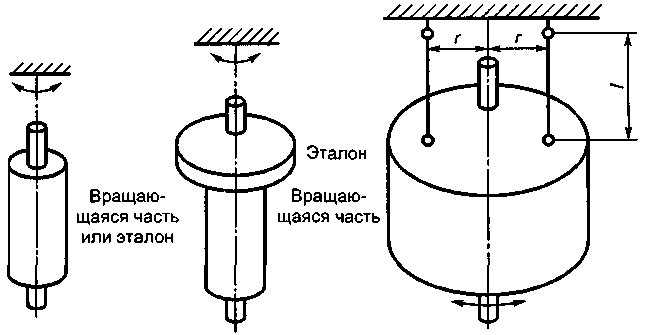 r r
l
Эталон
Вращаю-
щаяся часть
или эталон
Вращаю-
щаяся часть